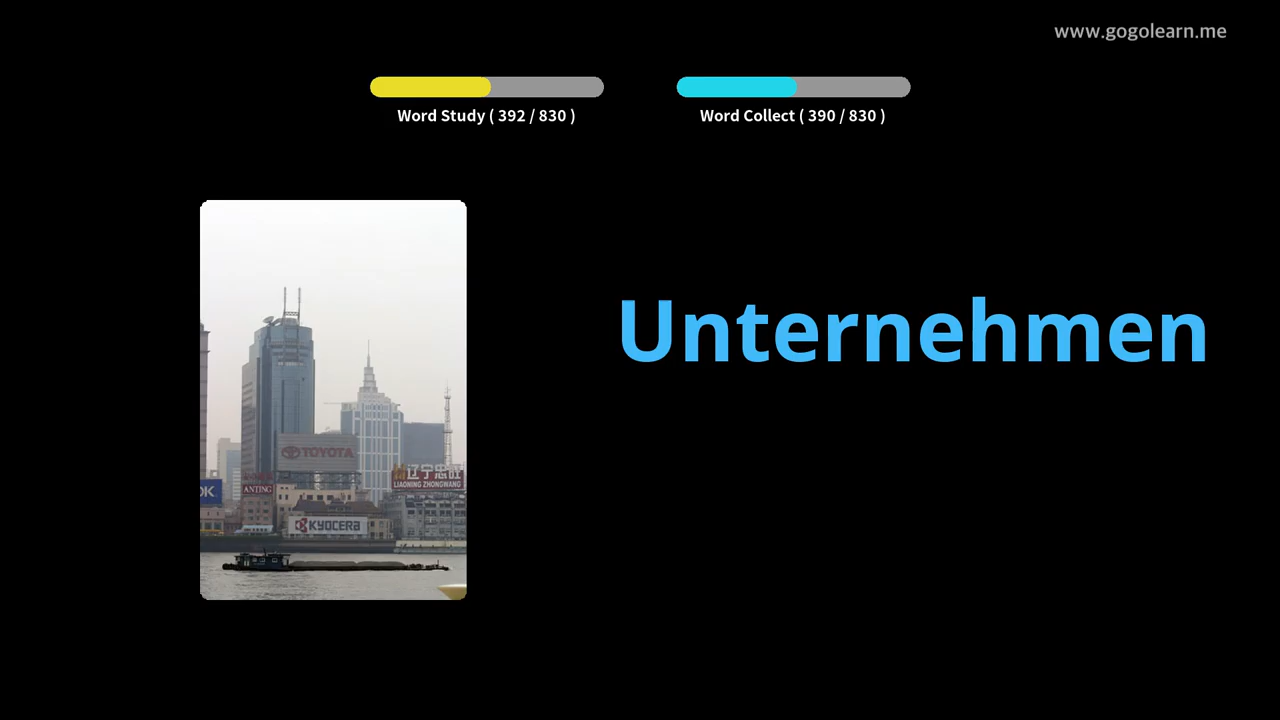 www.gogolearn.me
Word Study ( 392 / 830 )
Word Collect ( 390 / 830 )
Unternehmen
TOYOTA
辽宁忠旺
LIAONING ZHONGWANG
OK
ANTING
KYOCERA